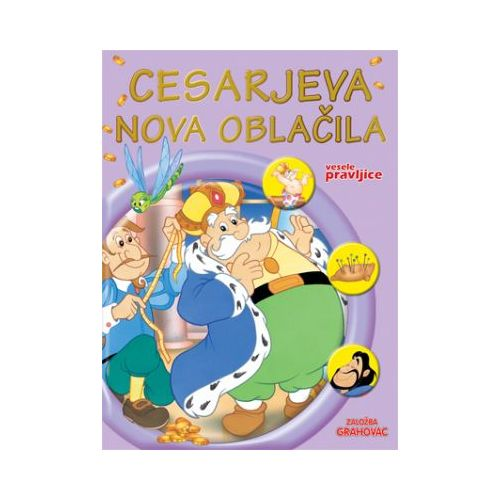 CESARJEVA
NOVA OBLAČILA
vesele
pravljice
ZALOŽBA
GRAHOVAC